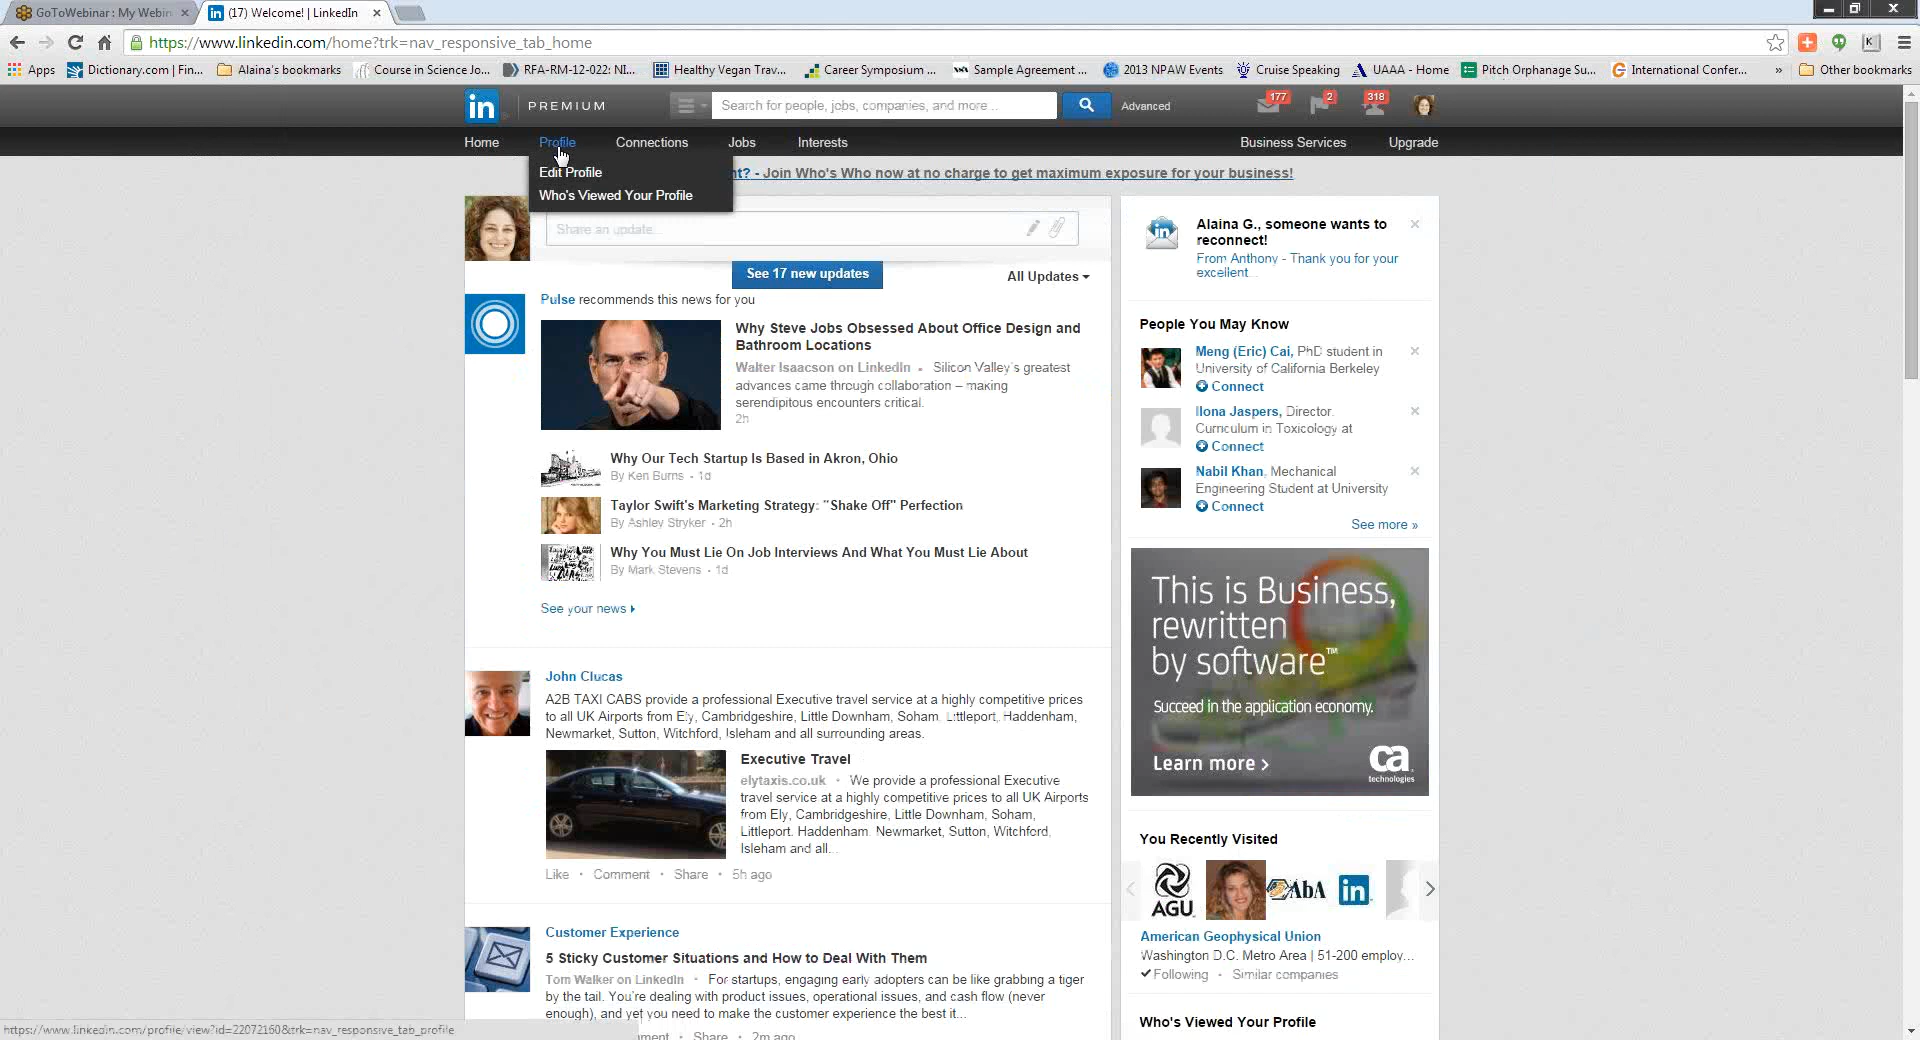 GoToWebinar : My Webin
(17) Welcome! | LinkedIn
https://www.linkedin.com/home?trk=nav_responsive_tab_home
Apps
Dictionary.com | Fin...
Alaina's bookmarks
Course in Science Jo...
RFA-RM-12-022: NI...
Healthy Vegan Trav...
Career Symposium ...
Sample Agreement ...
2013 NPAW Events
Cruise Speaking
UAAA - Home
Pitch Orphanage Su...
International Confer...
»
Other bookmarks
in PREMIUM
Search for people, jobs, companies, and more...
Advanced
177
2
318
Home
Profile
Connections
Jobs
Interests
Business Services
Upgrade
Edit Profile
Who's Viewed Your Profile
t? - Join Who's Who now at no charge to get maximum exposure for your business!
Share an update...
See 17 new updates
All Updates
Pulse recommends this news for you
Why Steve Jobs Obsessed About Office Design and
Bathroom Locations
Walter Isaacson on LinkedIn • Silicon Valley's greatest
advances came through collaboration – making
serendipitous encounters critical.
2h
Why Our Tech Startup Is Based in Akron, Ohio
By Ken Burns • 1d
Taylor Swift's Marketing Strategy: "Shake Off" Perfection
By Ashley Stryker • 2h
Why You Must Lie On Job Interviews And What You Must Lie About
By Mark Stevens • 1d
See your news
John Clucas
A2B TAXI CABS provide a professional Executive travel service at a highly competitive prices
to all UK Airports from Ely, Cambridgeshire, Little Downham, Soham, Littleport, Haddenham,
Newmarket, Sutton, Witchford, Isleham and all surrounding areas.
Executive Travel
elytaxis.co.uk • We provide a professional Executive
travel service at a highly competitive prices to all UK Airports
from Ely, Cambridgeshire, Little Downham, Soham,
Littleport, Haddenham, Newmarket, Sutton, Witchford,
Isleham and all...
Like • Comment • Share • 5h ago
Customer Experience
5 Sticky Customer Situations and How to Deal With Them
Tom Walker on LinkedIn • For startups, engaging early adopters can be like grabbing a tiger
by the tail. You're dealing with product issues, operational issues, and cash flow (never
enough), and yet you need to make the customer experience the best it...
ment • Share • 2m ago
Alaina G., someone wants to
reconnect!
From Anthony - Thank you for your
excellent...
People You May Know
Meng (Eric) Cai, PhD student in
University of California Berkeley
Connect
Ilona Jaspers, Director,
Curriculum in Toxicology at
Connect
Nabil Khan, Mechanical
Engineering Student at University
Connect
See more »
This is Business,
rewritten
by software™
Succeed in the application economy.
Learn more >
ca
technologies
You Recently Visited
AGU
AbA
in
American Geophysical Union
Washington D.C. Metro Area | 51-200 employ...
Following • Similar companies
Who's Viewed Your Profile
https://www.linkedin.com/profile/view?id=22072160&trk=nav_responsive_tab_profile